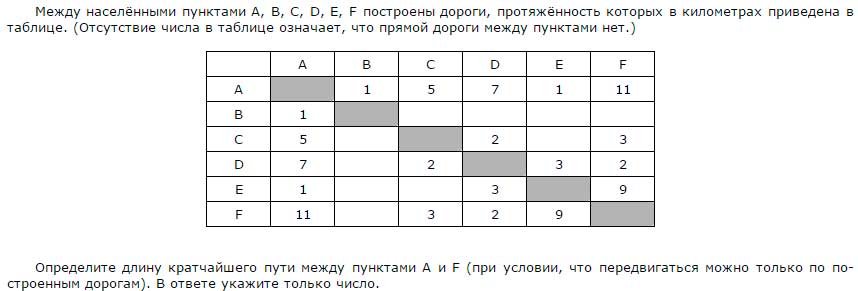 Между населёнными пунктами A, B, C, D, E, F построены дороги, протяжённость которых в километрах приведена в
таблице. (Отсутствие числа в таблице означает, что прямой дороги между пунктами нет.)
A B C D E F
A 1 5 7 1 11
B 1
C 5 2 3
D 7 2 3 2
E 1 3 9
F 11 3 2 9
Определите длину кратчайшего пути между пунктами A и F (при условии, что передвигаться можно только по по-
строенным дорогам). В ответе укажите только число.